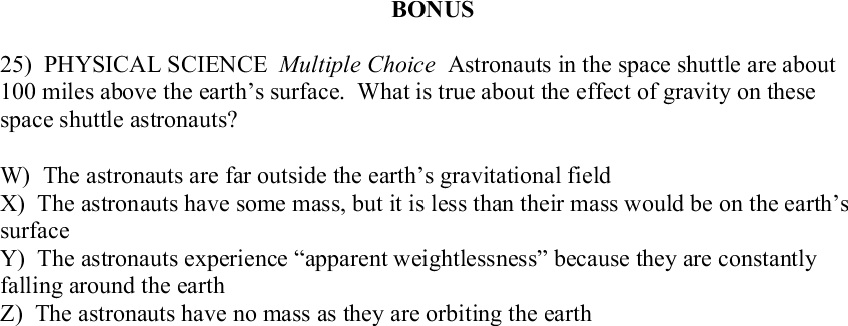 BONUS
25) PHYSICAL SCIENCE Multiple Choice Astronauts in the space shuttle are about
100 miles above the earth’s surface. What is true about the effect of gravity on these
space shuttle astronauts?
W) The astronauts are far outside the earth’s gravitational field
X) The astronauts have some mass, but it is less than their mass would be on the earth’s
surface
Y) The astronauts experience “apparent weightlessness” because they are constantly
falling around the earth
Z) The astronauts have no mass as they are orbiting the earth